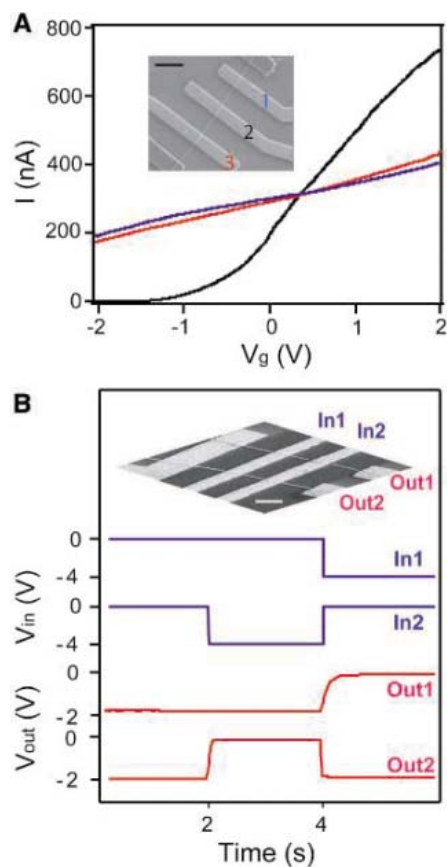 A
800
600
400
200
0
I (nA)
1
2
3
-2
-1
0
1
2
Vg (V)
B
In1
In2
Out1
Out2
0
-4
In1
0
-4
In2
Vin (V)
0
-2
Out1
0
-2
Out2
Vout (V)
2
4
Time (s)